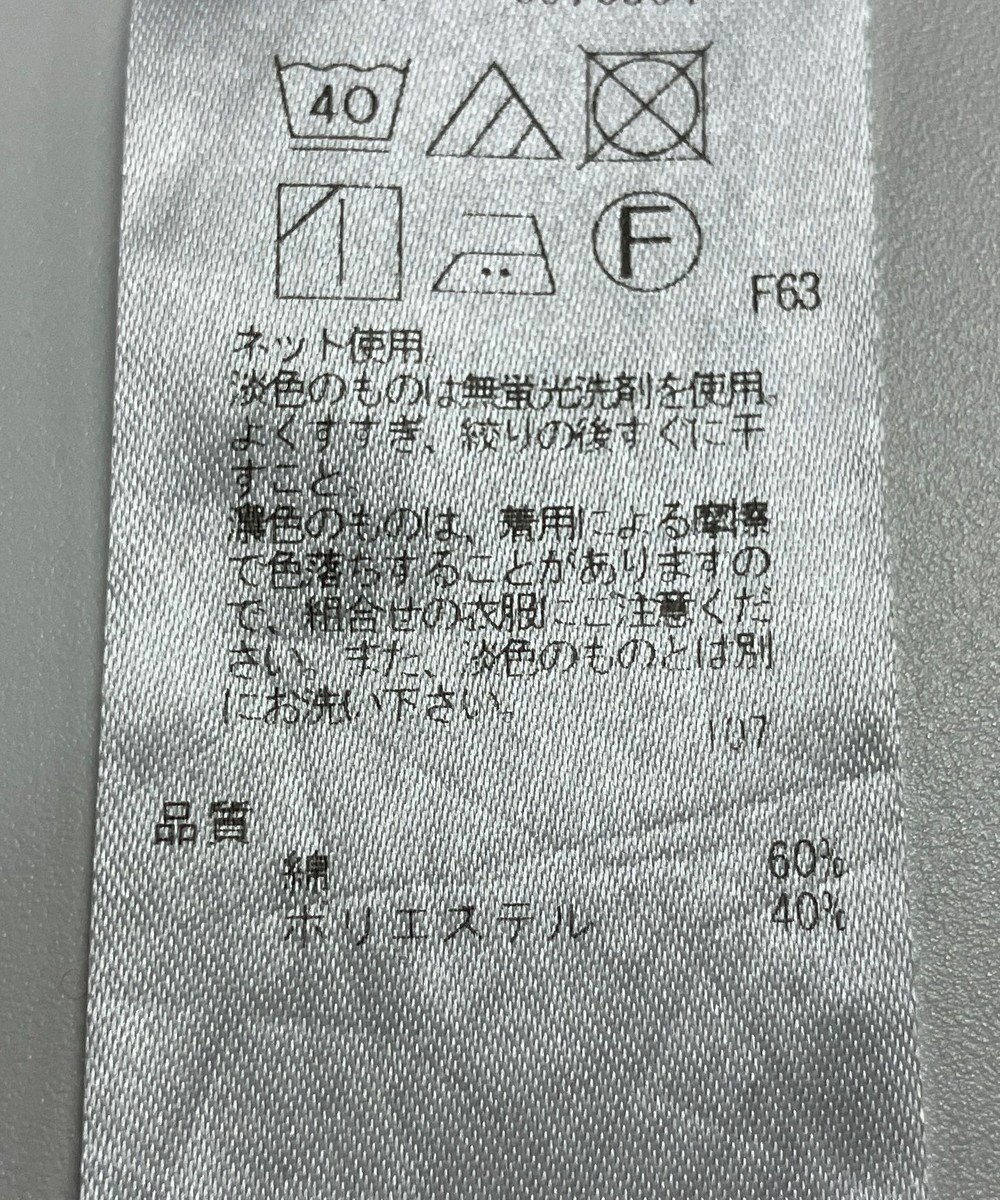 40
F
F63
ネット使用。
淡色のものは無蛍光洗剤を使用。
よくすすぎ、絞りの後すぐに干
すこと。
濃色のものは、着用による摩擦
で色落ちすることがありますの
で、組合せの衣服にご注意くだ
さい。また、淡色のものとは別
にお洗い下さい。
品質
綿 60%
ポリエステル 40%